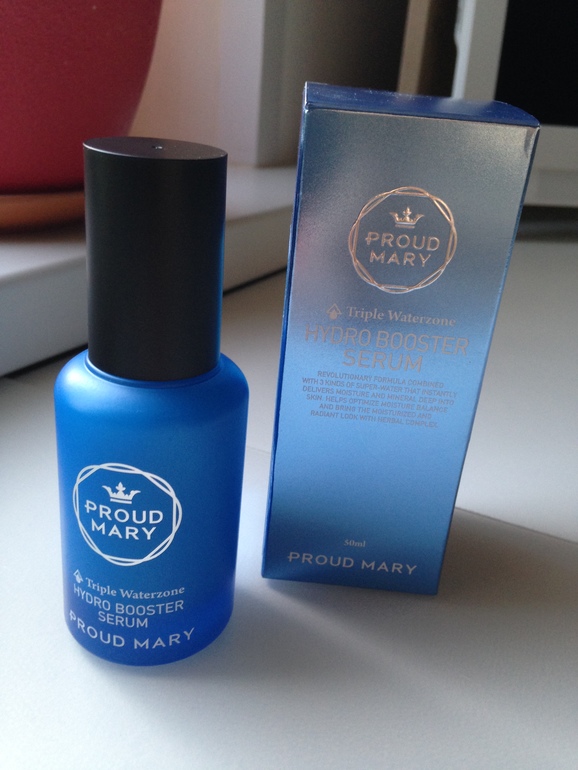 PROUD
MARY
Triple Waterzone
HYDRO BOOSTER
SERUM
PROUD MARY
PROUD
MARY
Triple Waterzone
HYDRO BOOSTER
SERUM
REVOLUTIONARY FORMULA COMBINED
WITH 3 KINDS OF SUPER-WATER THAT INSTANTLY
DELIVERS MOISTURE AND MINERAL DEEP INTO
SKIN. HELPS OPTIMIZE MOISTURE BALANCE
AND BRING THE MOISTURIZED AND
RADIANT LOOK WITH HERBAL COMPLEX.
50ml
PROUD MARY